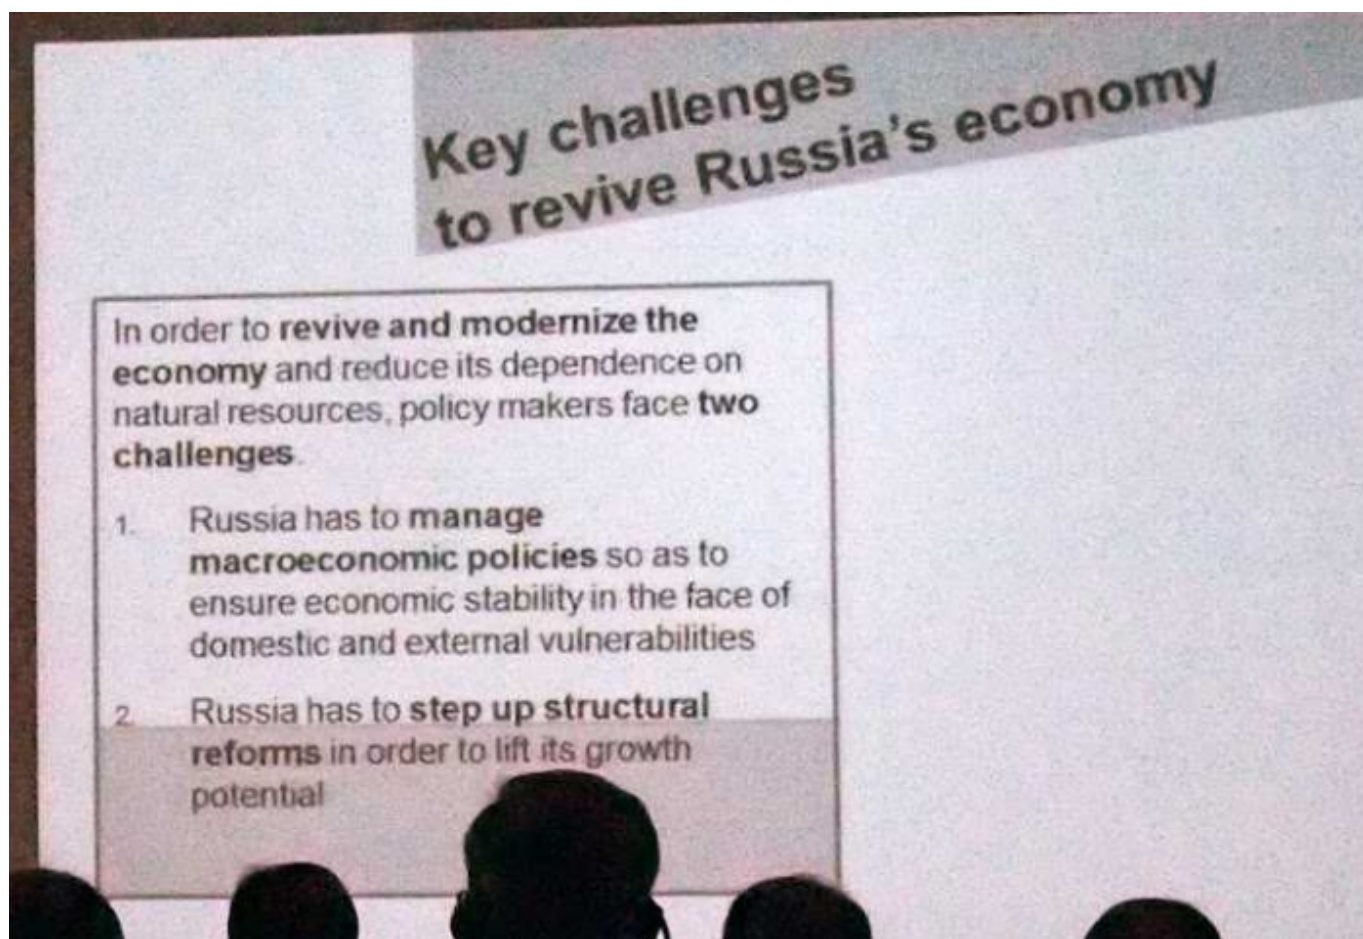 Key challenges
to revive Russia's economy
In order to revive and modernize the
economy and reduce its dependence on
natural resources, policy makers face two
challenges.
1. Russia has to manage
macroeconomic policies so as to
ensure economic stability in the face of
domestic and external vulnerabilities
2. Russia has to step up structural
reforms in order to lift its growth
potential